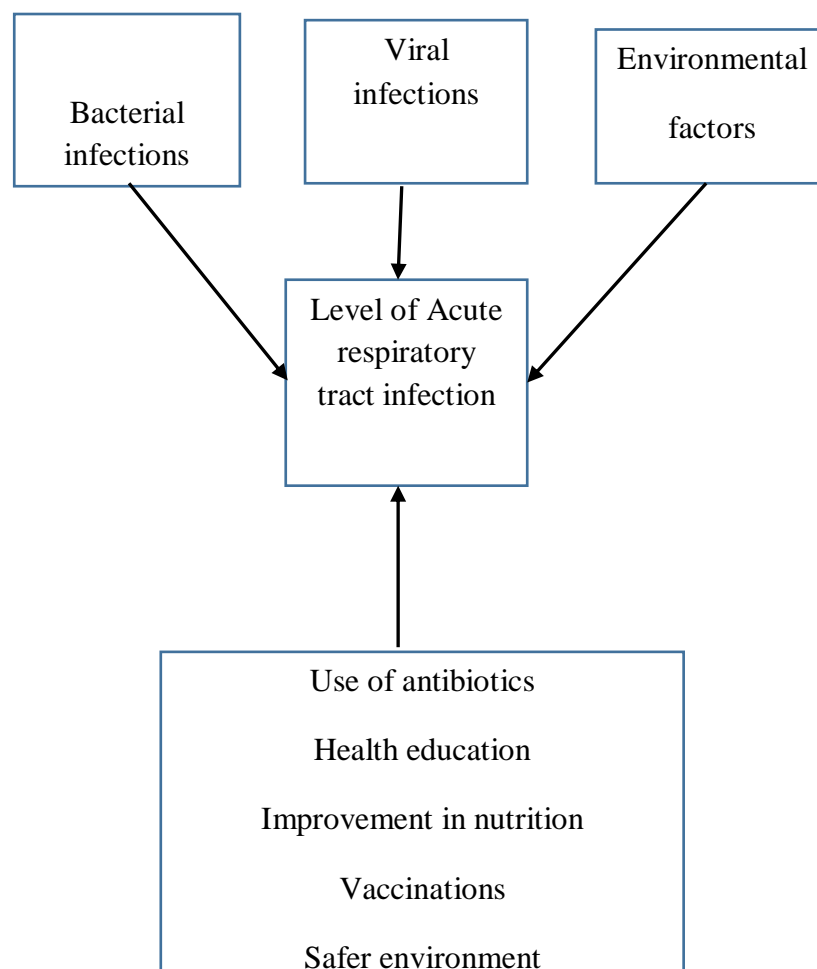 Bacterial
infections
Viral
infections
Environmental
factors
Level of Acute
respiratory
tract infection
Use of antibiotics
Health education
Improvement in nutrition
Vaccinations
Safer environment